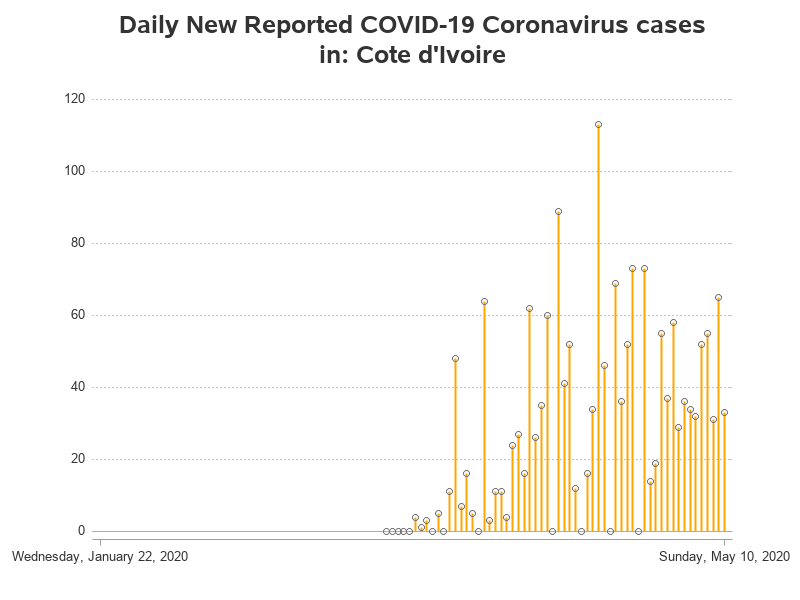 Daily New Reported COVID-19 Coronavirus cases
in: Cote d'Ivoire
120
100
80
60
40
20
0
Wednesday, January 22, 2020
Sunday, May 10, 2020